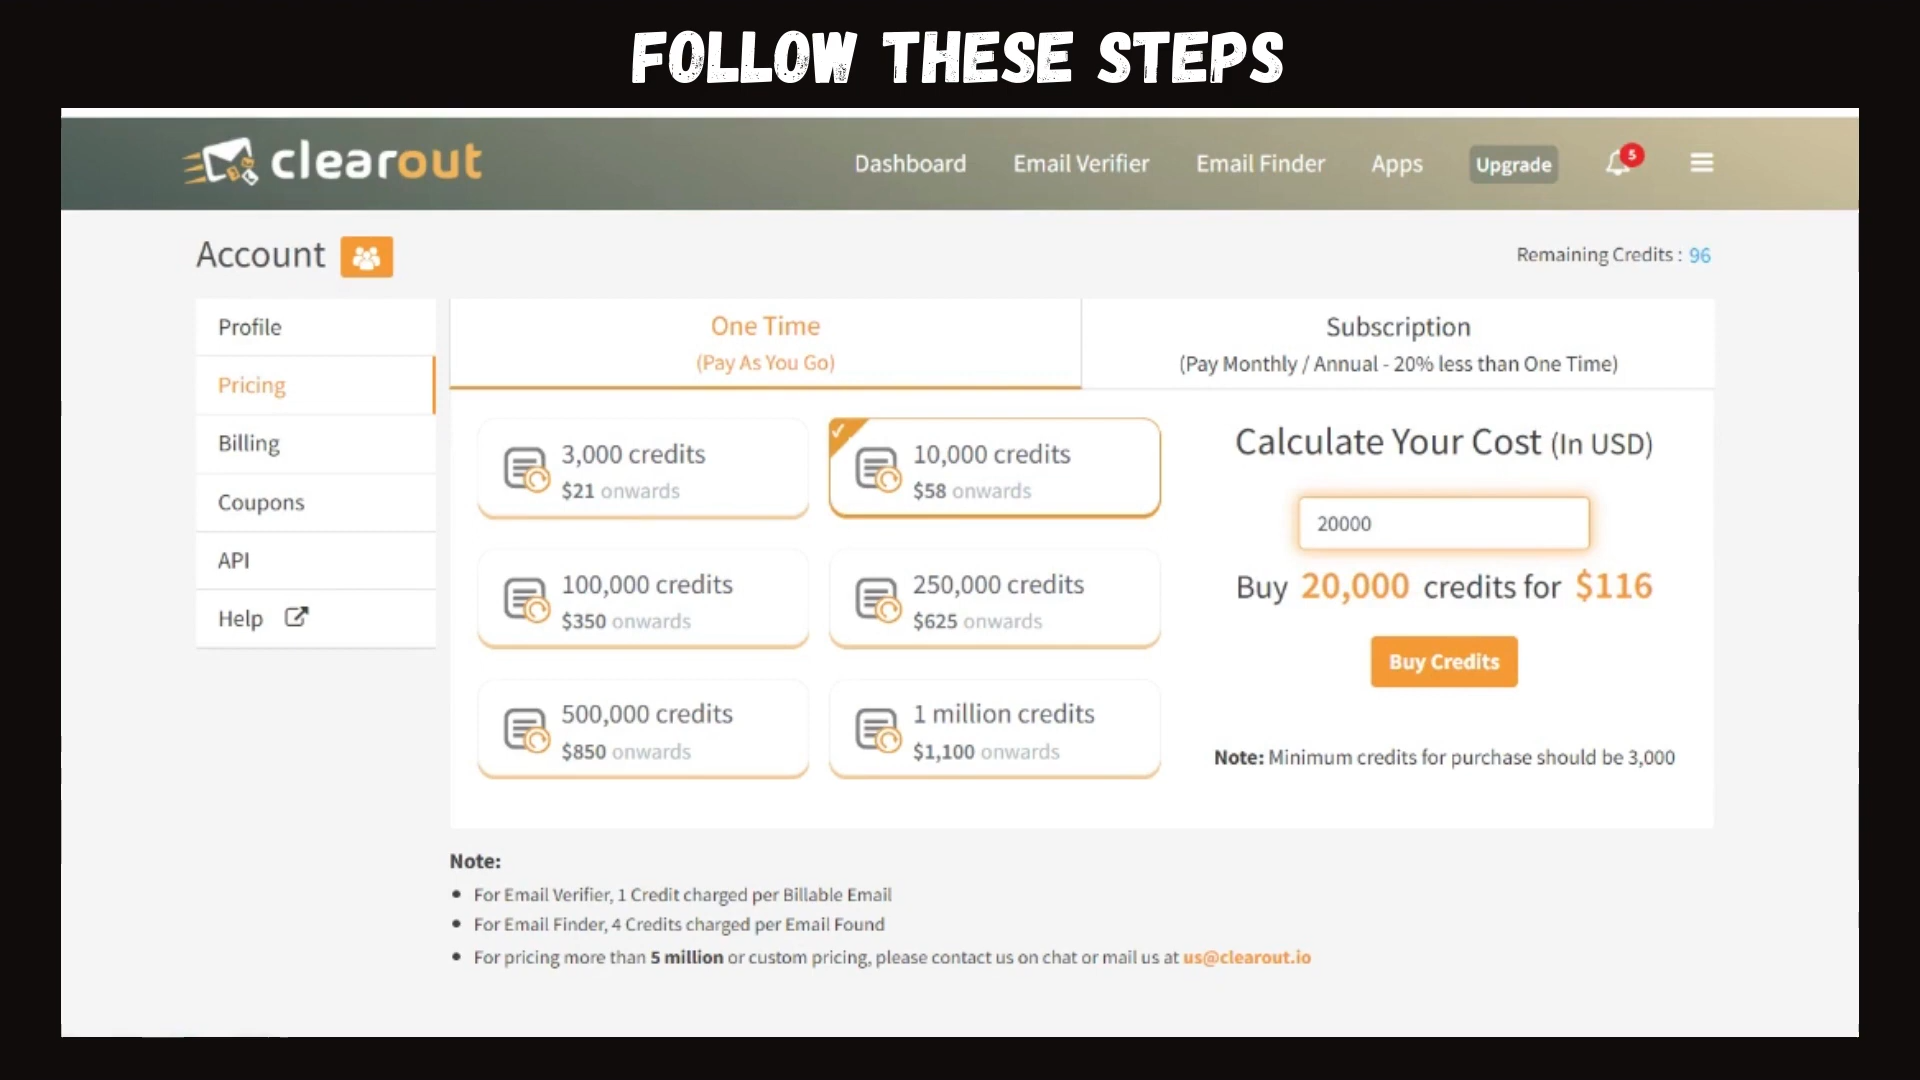 FOLLOW THESE STEPS
clearout
Dashboard
Email Verifier
Email Finder
Apps
Upgrade
5
Account
Remaining Credits : 96
Profile
Pricing
Billing
Coupons
API
Help
One Time
(Pay As You Go)
Subscription
(Pay Monthly / Annual - 20% less than One Time)
3,000 credits
$21 onwards
10,000 credits
$58 onwards
100,000 credits
$350 onwards
250,000 credits
$625 onwards
500,000 credits
$850 onwards
1 million credits
$1,100 onwards
Calculate Your Cost (In USD)
20000
Buy 20,000 credits for $116
Buy Credits
Note: Minimum credits for purchase should be 3,000
Note:
• For Email Verifier, 1 Credit charged per Billable Email
• For Email Finder, 4 Credits charged per Email Found
• For pricing more than 5 million or custom pricing, please contact us on chat or mail us at us@clearout.io